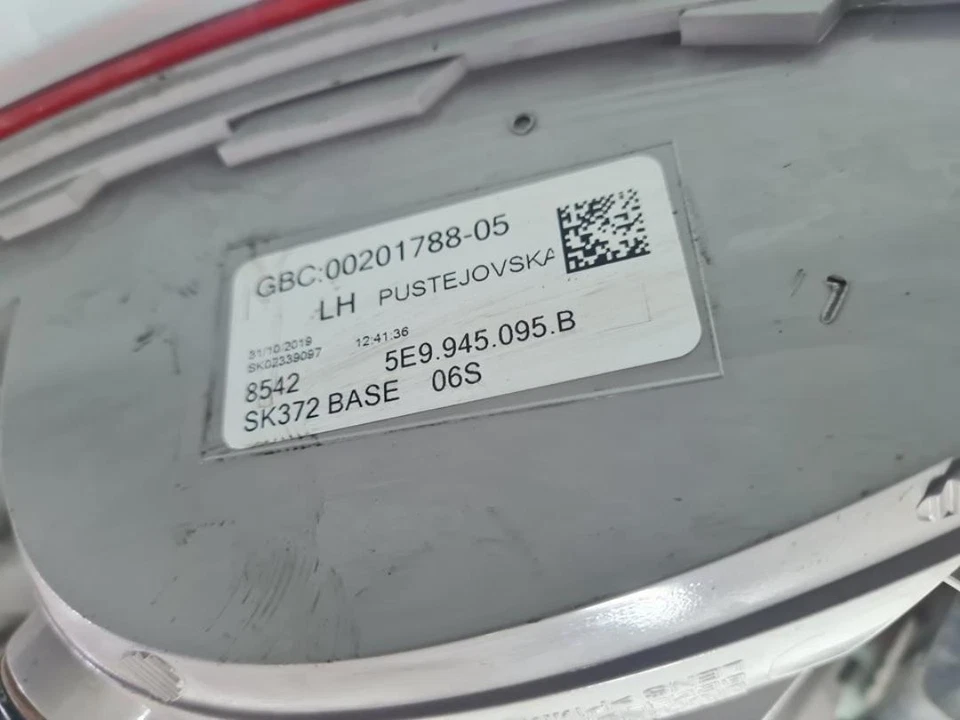 GBC:00201788-05
LH PUSTEJOVSKA
31/10/2019 12:41.36
SK02339097
8542 5E9.945.095.B
SK372 BASE 06S